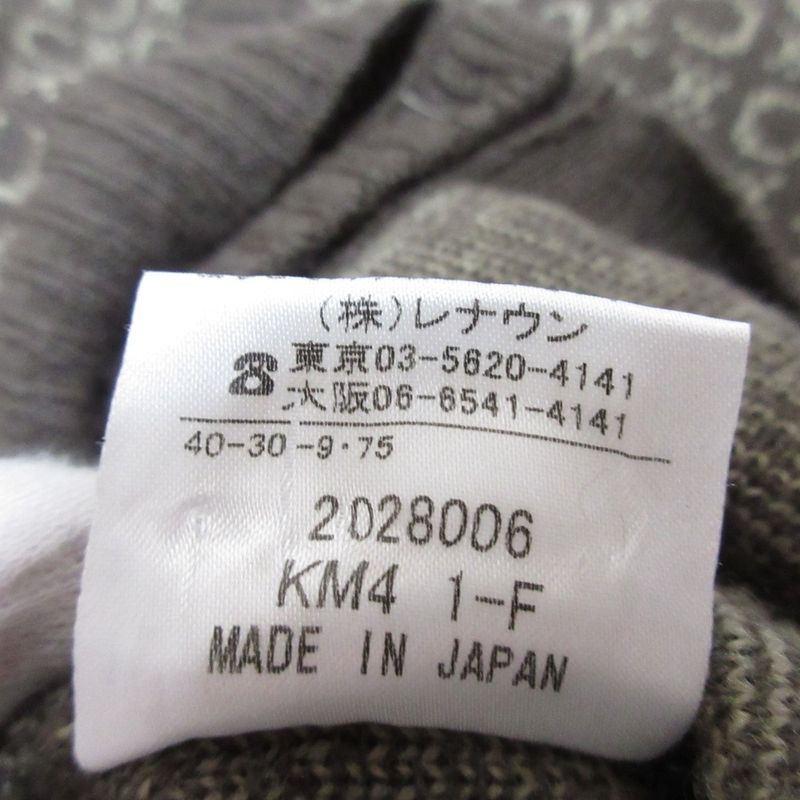 (株)レナウン
☎ 東京03-5620-4141
大阪06-6541-4141
40-30-9・75
2028006
KM4 1-F
MADE IN JAPAN